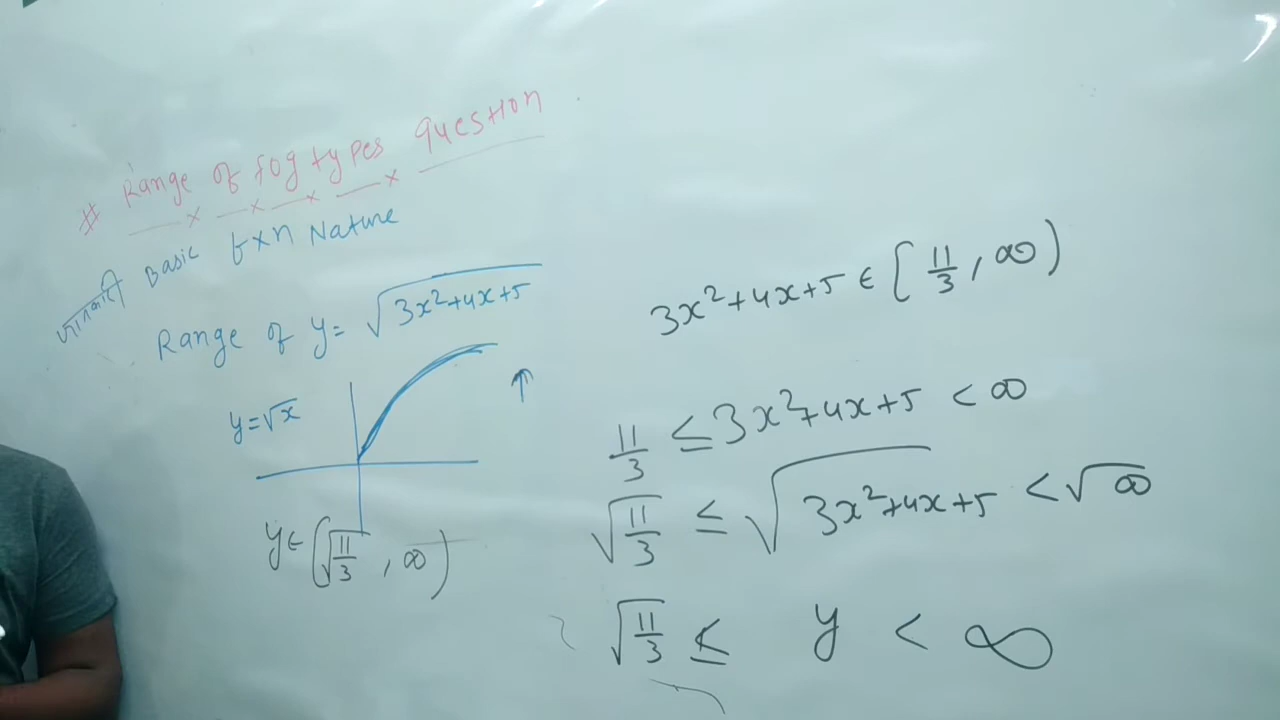 # Range of fog types Question
Basic fxn Nature
Range of y= √3x²+4x+5
y=√x
↑
y∈ [√11/3 , ∞)
3x²+4x+5 ∈ [11/3 , ∞)
11/3 ≤ 3x²+4x+5 < ∞
√11/3 ≤ √3x²+4x+5 < √∞
√11/3 ≤ y < ∞